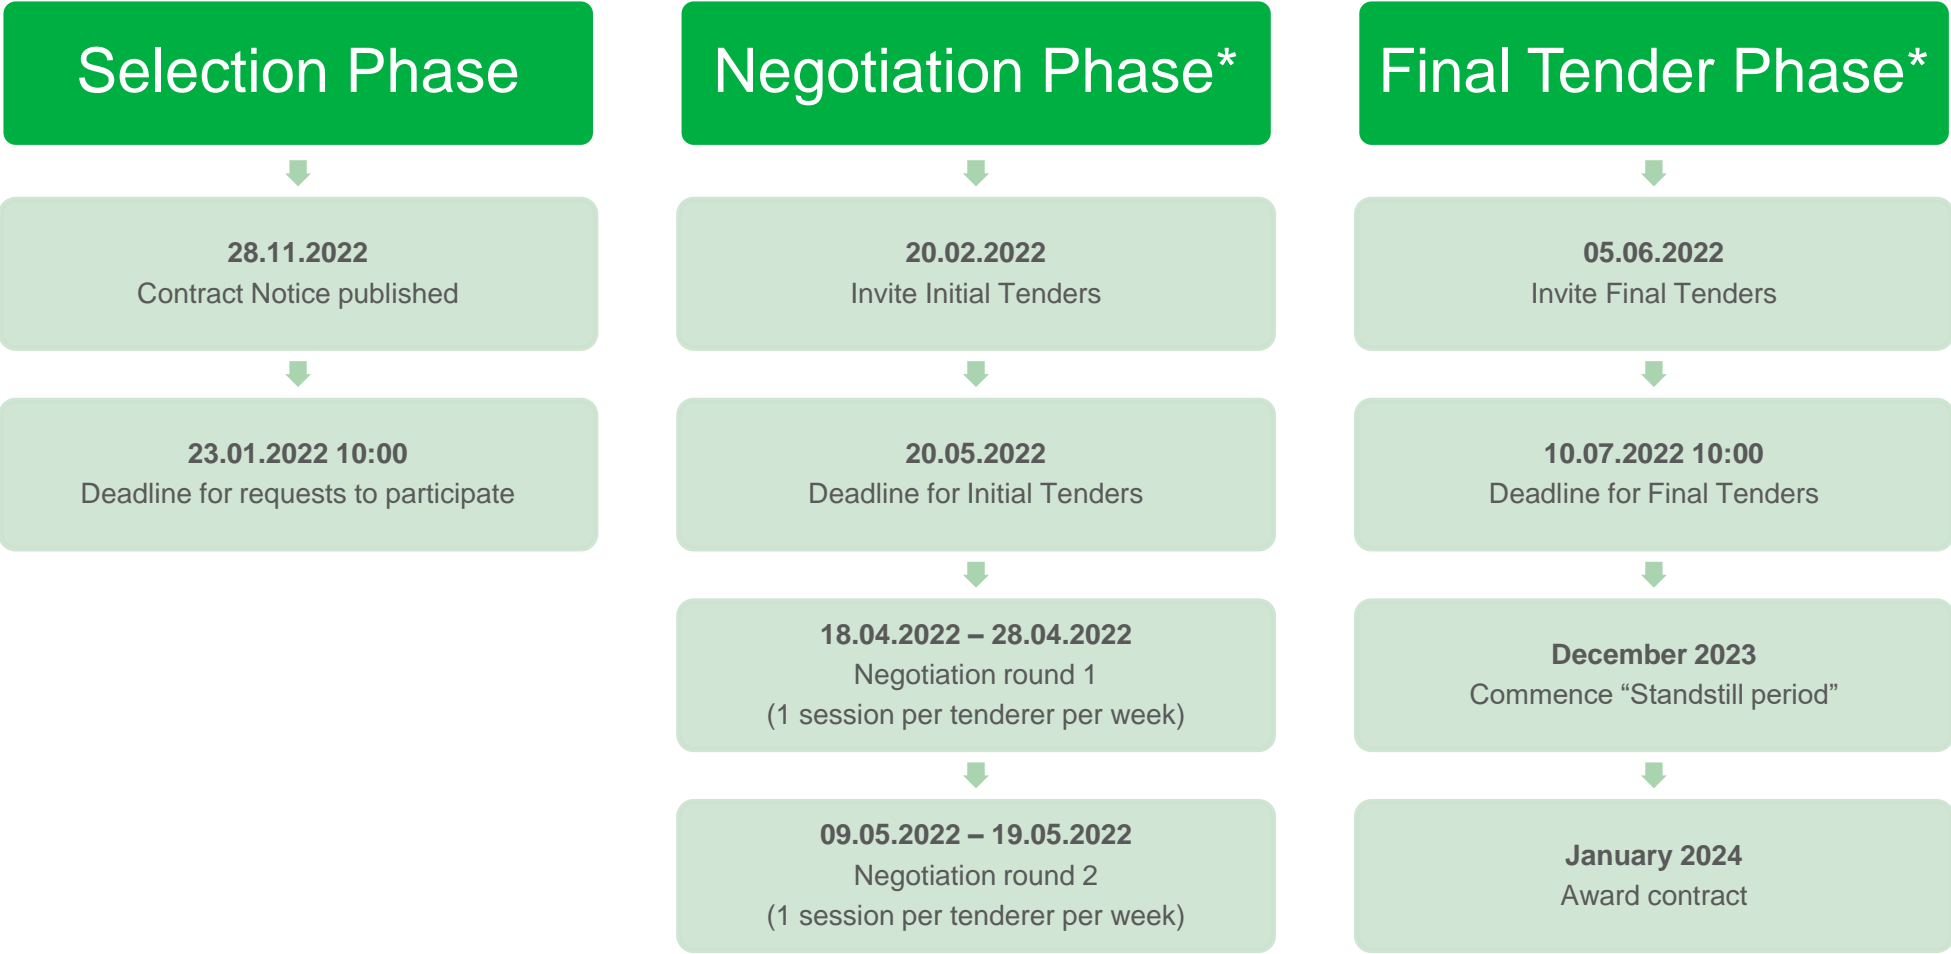 Selection Phase
28.11.2022
Contract Notice published
23.01.2022 10:00
Deadline for requests to participate
Negotiation Phase*
20.02.2022
Invite Initial Tenders
20.05.2022
Deadline for Initial Tenders
18.04.2022 – 28.04.2022
Negotiation round 1
(1 session per tenderer per week)
09.05.2022 – 19.05.2022
Negotiation round 2
(1 session per tenderer per week)
Final Tender Phase*
05.06.2022
Invite Final Tenders
10.07.2022 10:00
Deadline for Final Tenders
December 2023
Commence “Standstill period”
January 2024
Award contract